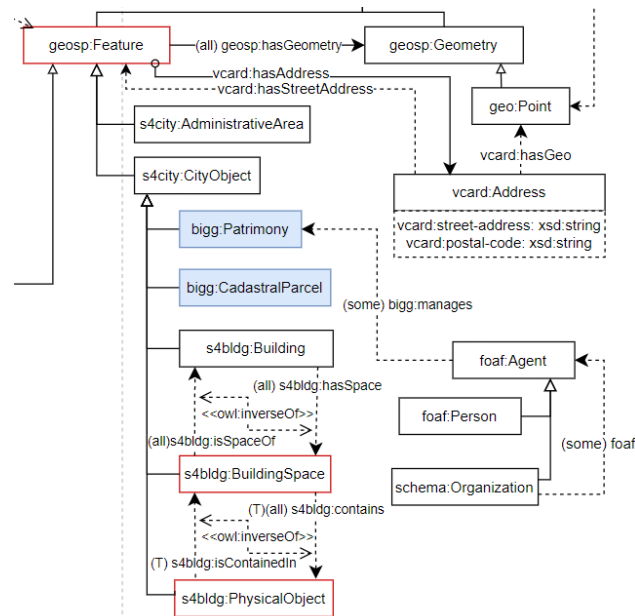 geosp:Feature
(all) geosp:hasGeometry
geosp:Geometry
vcard:hasAddress
vcard:hasStreetAddress
geo:Point
s4city:AdministrativeArea
vcard:hasGeo
s4city:CityObject
vcard:Address
bigg:Patrimony
vcard:street-address: xsd:string
vcard:postal-code: xsd:string
bigg:CadastralParcel
(some) bigg:manages
s4bldg:Building
foaf:Agent
(all) s4bldg:hasSpace
<<owl:inverseOf>>
foaf:Person
(all)s4bldg:isSpaceOf
(some) foaf
s4bldg:BuildingSpace
schema:Organization
(T)(all) s4bldg:contains
<<owl:inverseOf>>
(T) s4bldg:isContainedIn
s4bldg:PhysicalObject